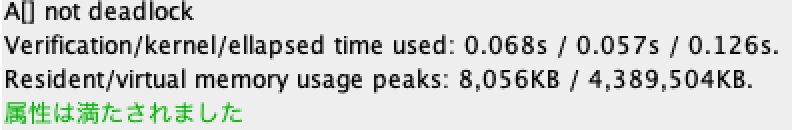 A[] not deadlock
Verification/kernel/ellapsed time used: 0.068s / 0.057s / 0.126s.
Resident/virtual memory usage peaks: 8,056KB / 4,389,504KB.
属性は満たされました